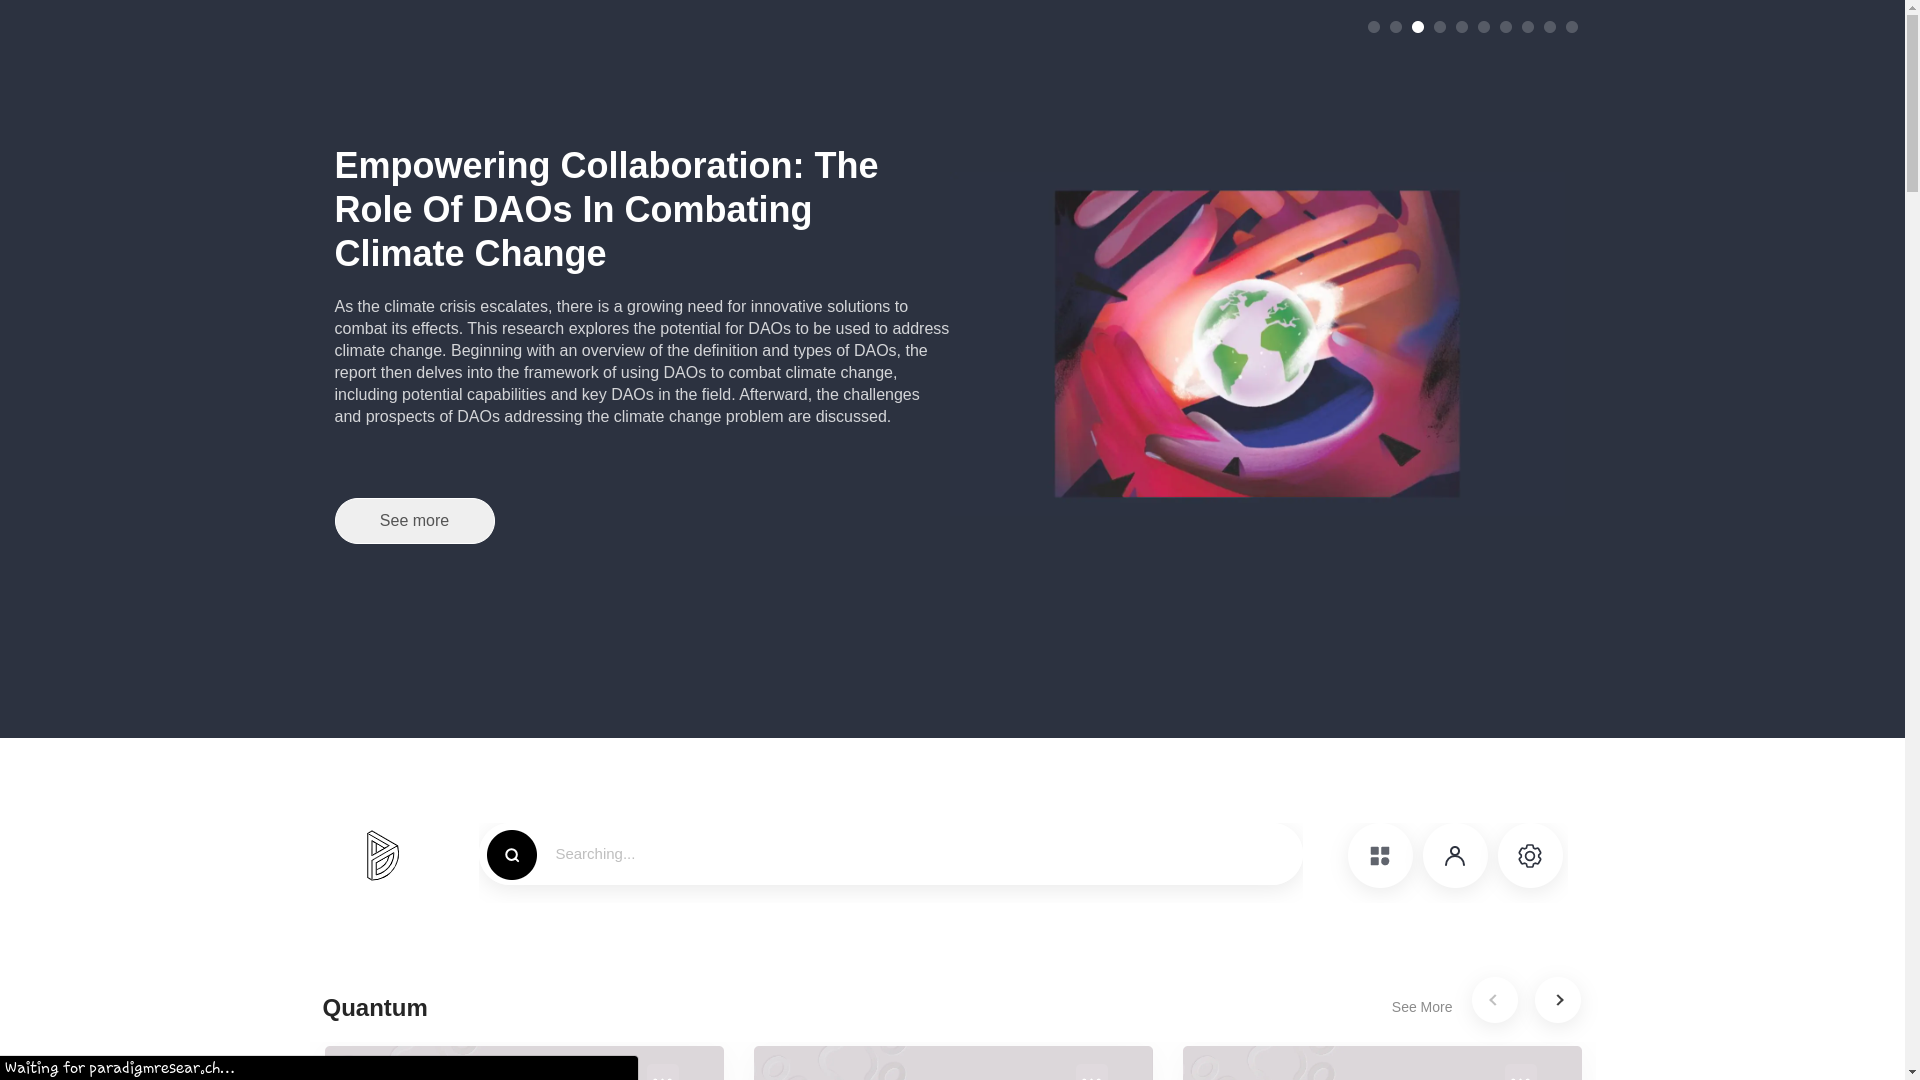 Empowering Collaboration: The
Role Of DAOs In Combating
Climate Change
As the climate crisis escalates, there is a growing need for innovative solutions to
combat its effects. This research explores the potential for DAOs to be used to address
climate change. Beginning with an overview of the definition and types of DAOs, the
report then delves into the framework of using DAOs to combat climate change,
including potential capabilities and key DAOs in the field. Afterward, the challenges
and prospects of DAOs addressing the climate change problem are discussed.
See more
Searching...
Quantum
See More
Waiting for paradigmresear.ch...